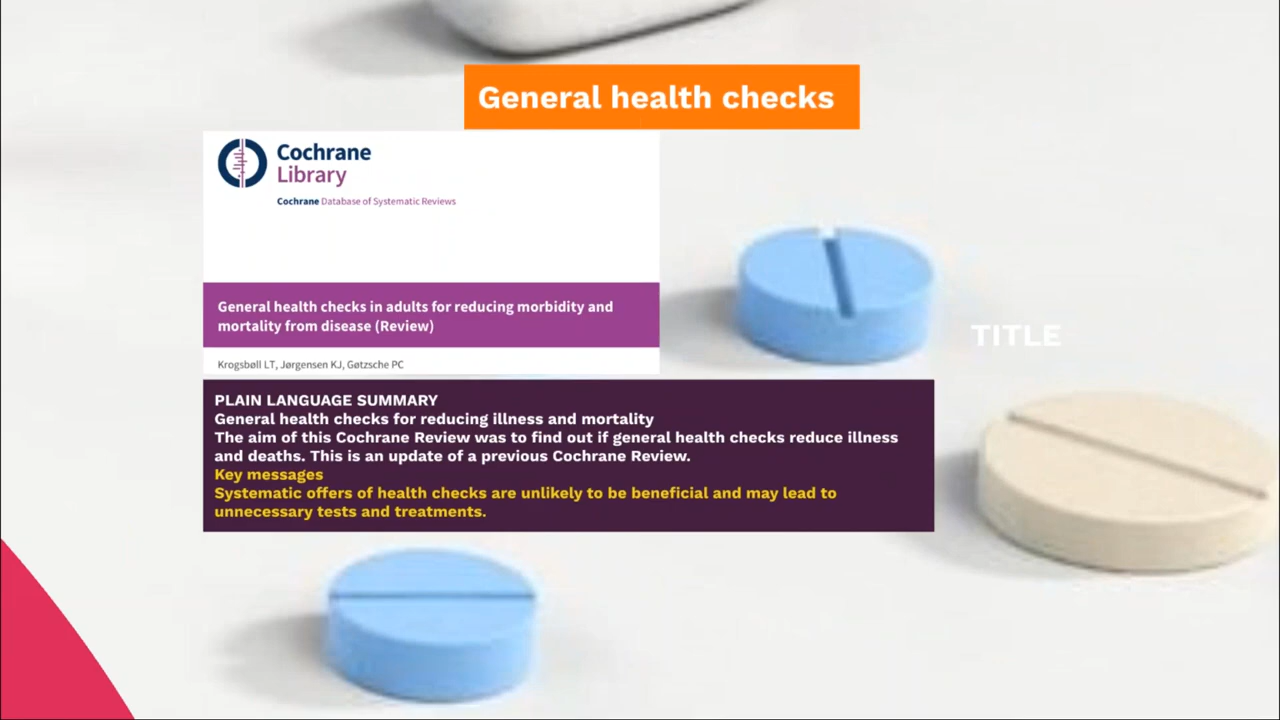 General health checks
Cochrane
Library
Cochrane Database of Systematic Reviews
General health checks in adults for reducing morbidity and
mortality from disease (Review)
Krogsbøll LT, Jørgensen KJ, Gøtzsche PC
TITLE
PLAIN LANGUAGE SUMMARY
General health checks for reducing illness and mortality
The aim of this Cochrane Review was to find out if general health checks reduce illness
and deaths. This is an update of a previous Cochrane Review.
Key messages
Systematic offers of health checks are unlikely to be beneficial and may lead to
unnecessary tests and treatments.